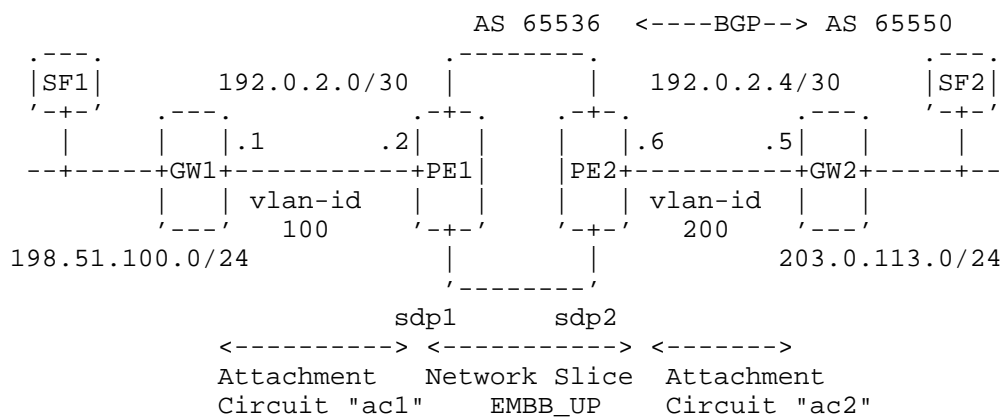 AS 65536 <----BGP--> AS 65550
SF1 192.0.2.0/30 192.0.2.4/30 SF2
.1 .2 .6 .5
GW1 PE1 PE2 GW2
vlan-id vlan-id
100 200
198.51.100.0/24 203.0.113.0/24
sdp1 sdp2
<----------> <-----------> <------->
Attachment Network Slice Attachment
Circuit "ac1" EMBB_UP Circuit "ac2"